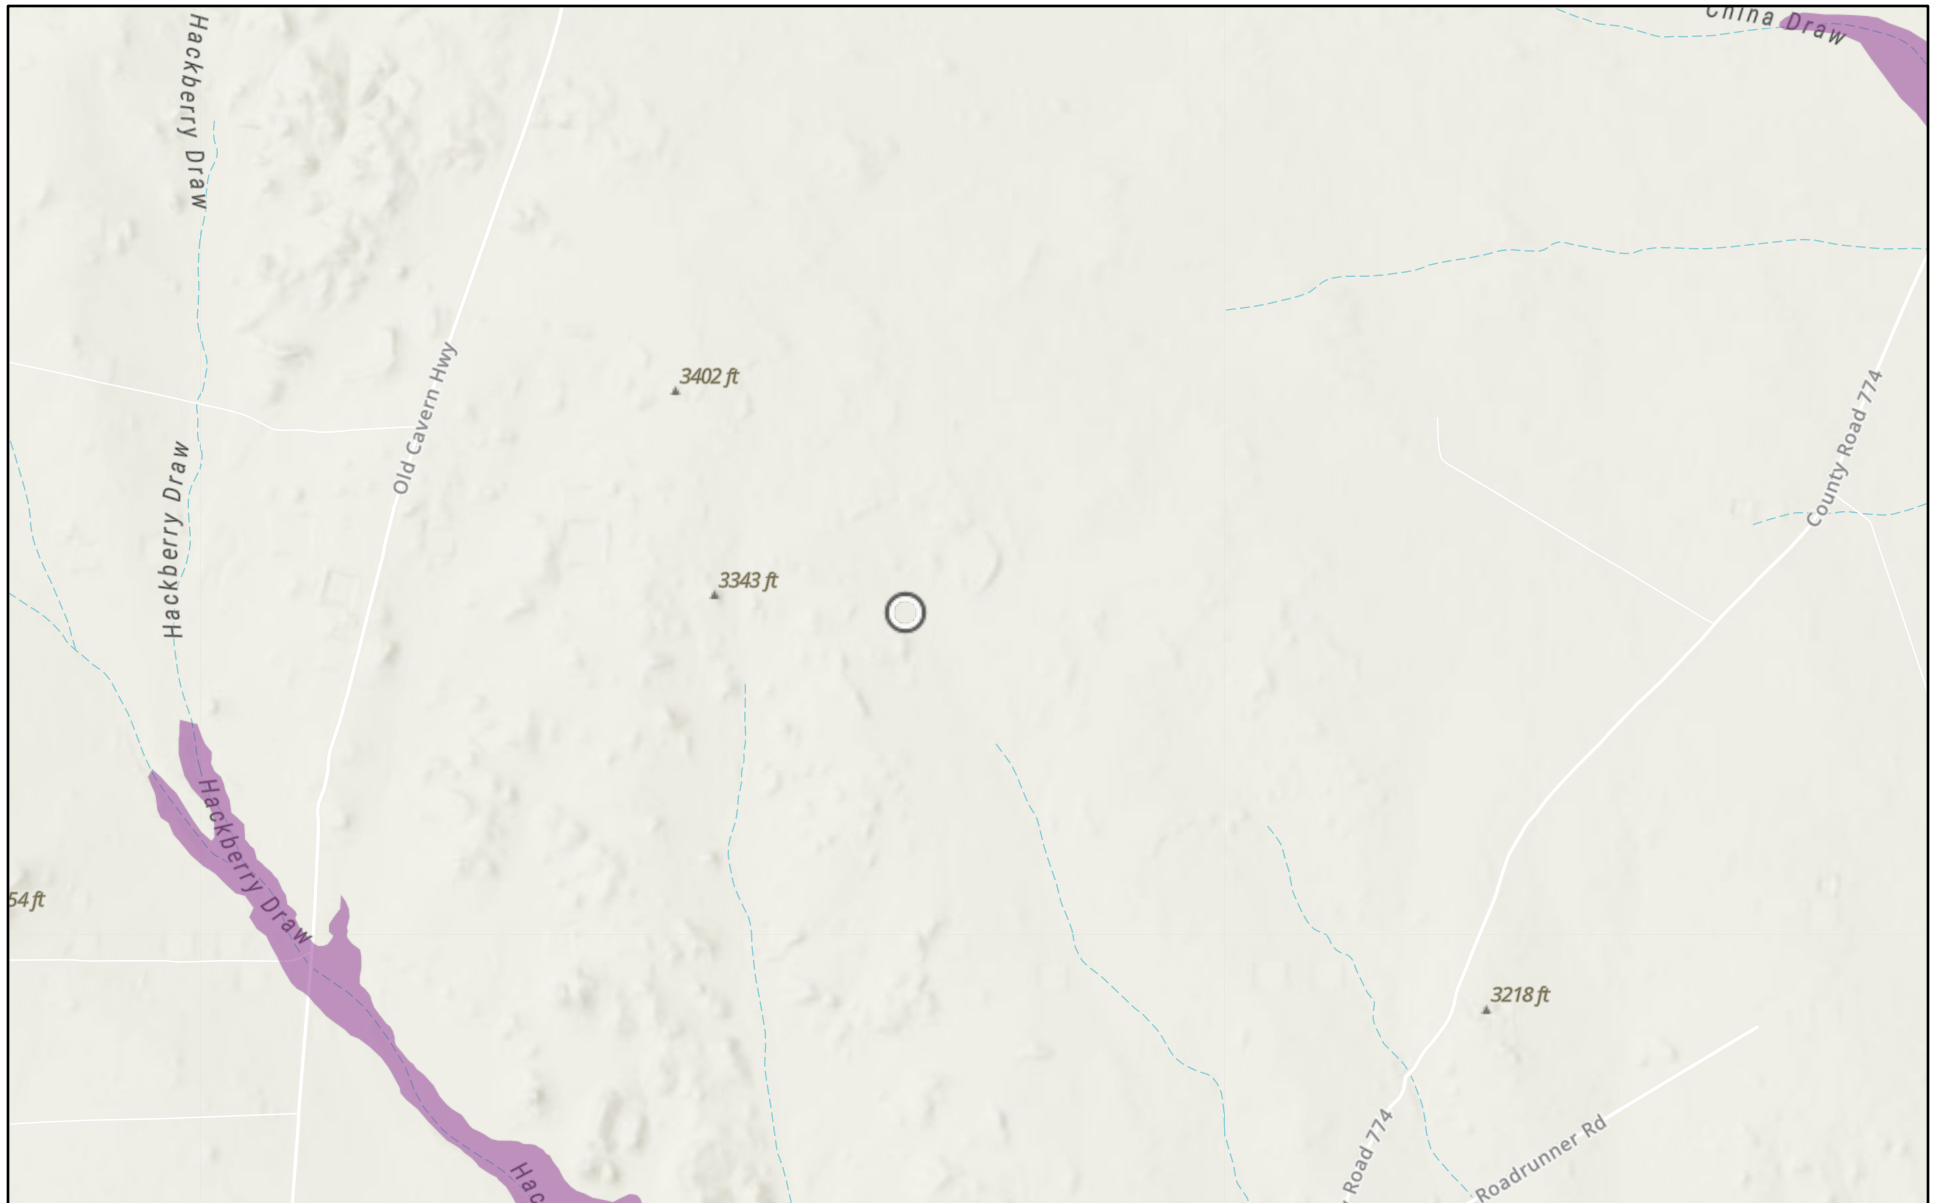 Hackberry Draw
China Draw
Old Cavern Hwy
3402 ft
County Road 774
Hackberry Draw
3343 ft
Hackberry Draw
54 ft
3218 ft
Road 774
Roadrunner Rd
Hac